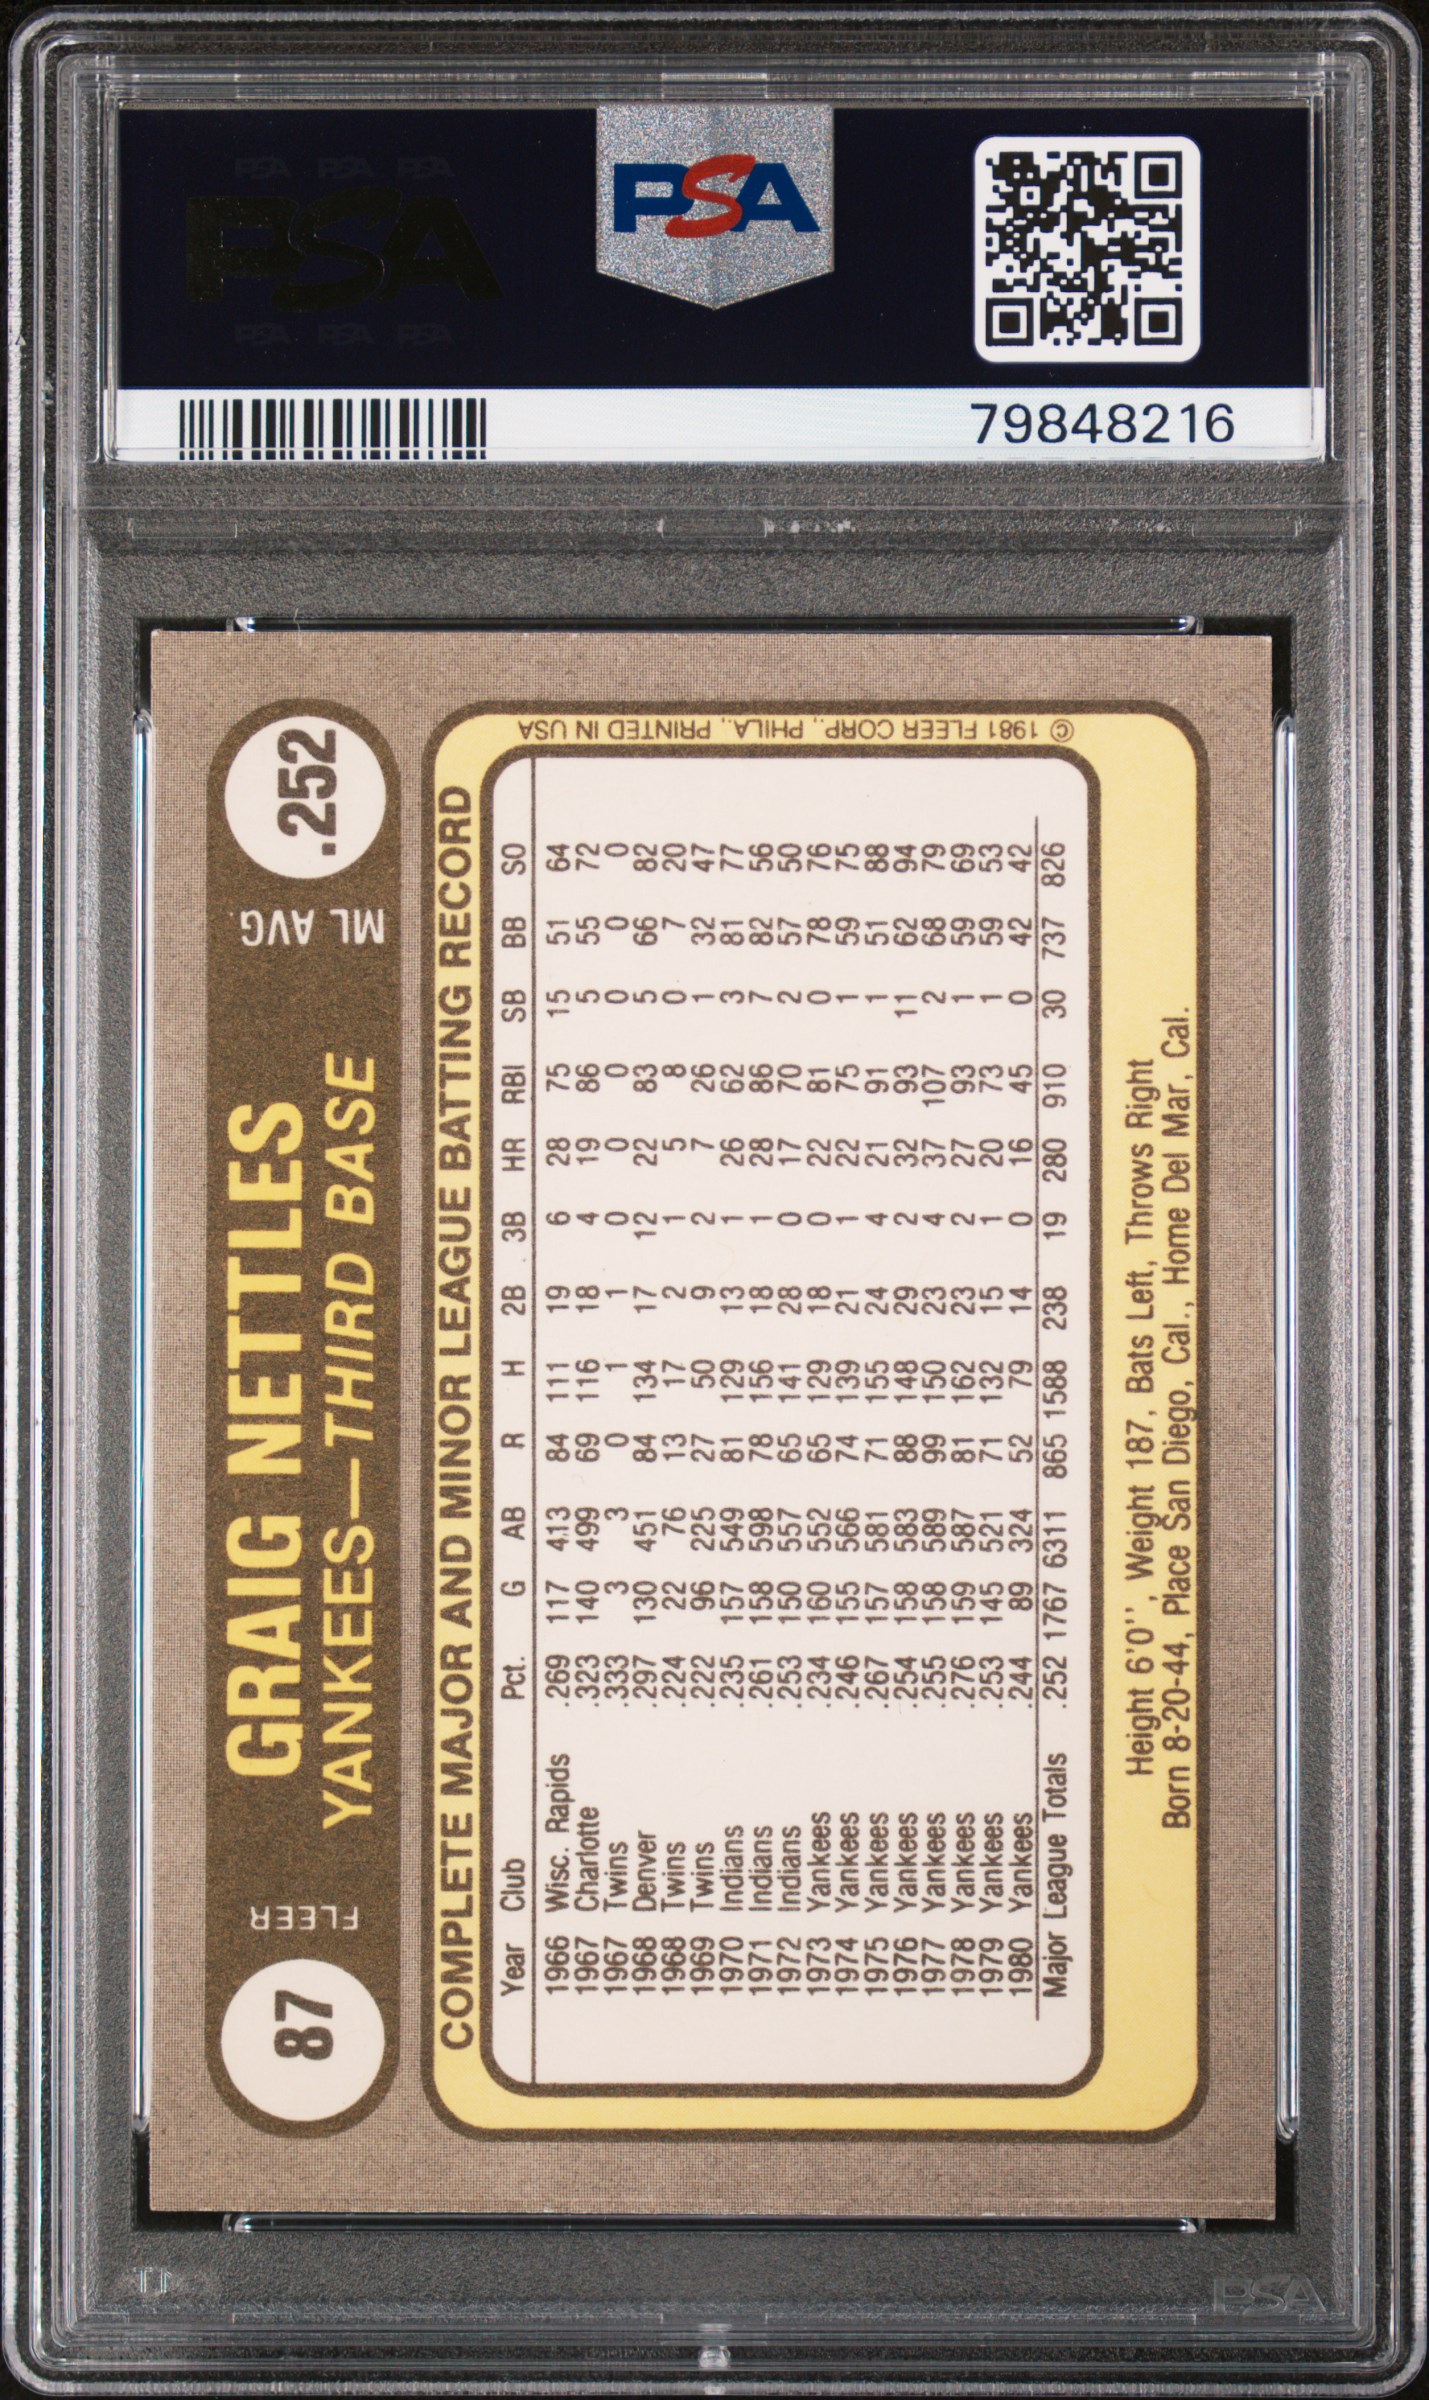 PSA PSA PSA
PSA
PSA PSA PSA
PSA
79848216
87
FLEER
GRAIG NETTLES
YANKEES—THIRD BASE
ML AVG.
.252
COMPLETE MAJOR AND MINOR LEAGUE BATTING RECORD
Year Club Pct. G AB R H 2B 3B HR RBI SB BB SO
1966 Wisc. Rapids .269 117 413 84 111 19 6 28 75 15 51 64
1967 Charlotte .323 140 499 69 116 18 4 19 86 5 55 72
1967 Twins .333 3 3 0 1 1 0 0 0 0 0 0
1968 Denver .297 130 451 84 134 17 12 22 83 5 66 82
1968 Twins .224 22 76 13 17 2 1 5 8 0 7 20
1969 Twins .222 96 225 27 50 9 2 7 26 1 32 47
1970 Indians .235 157 549 81 129 13 1 26 62 3 81 77
1971 Indians .261 158 598 78 156 18 1 28 86 7 82 56
1972 Indians .253 150 557 65 141 28 0 17 70 2 57 50
1973 Yankees .234 160 552 65 129 18 0 22 81 0 78 76
1974 Yankees .246 155 566 74 139 21 1 22 75 1 59 75
1975 Yankees .267 157 581 71 155 24 4 21 91 1 51 88
1976 Yankees .254 158 583 88 148 29 2 32 93 11 62 94
1977 Yankees .255 158 589 99 150 23 4 37 107 2 68 79
1978 Yankees .276 159 587 81 162 23 2 27 93 1 59 69
1979 Yankees .253 145 521 71 132 15 1 20 73 1 59 53
1980 Yankees .244 89 324 52 79 14 0 16 45 0 42 42
Major League Totals .252 1767 6311 865 1588 238 19 280 910 30 737 826
© 1981 FLEER CORP., PHILA., PRINTED IN USA
Height 6'0'', Weight 187, Bats Left, Throws Right
Born 8-20-44, Place San Diego, Cal., Home Del Mar, Cal.
PSA